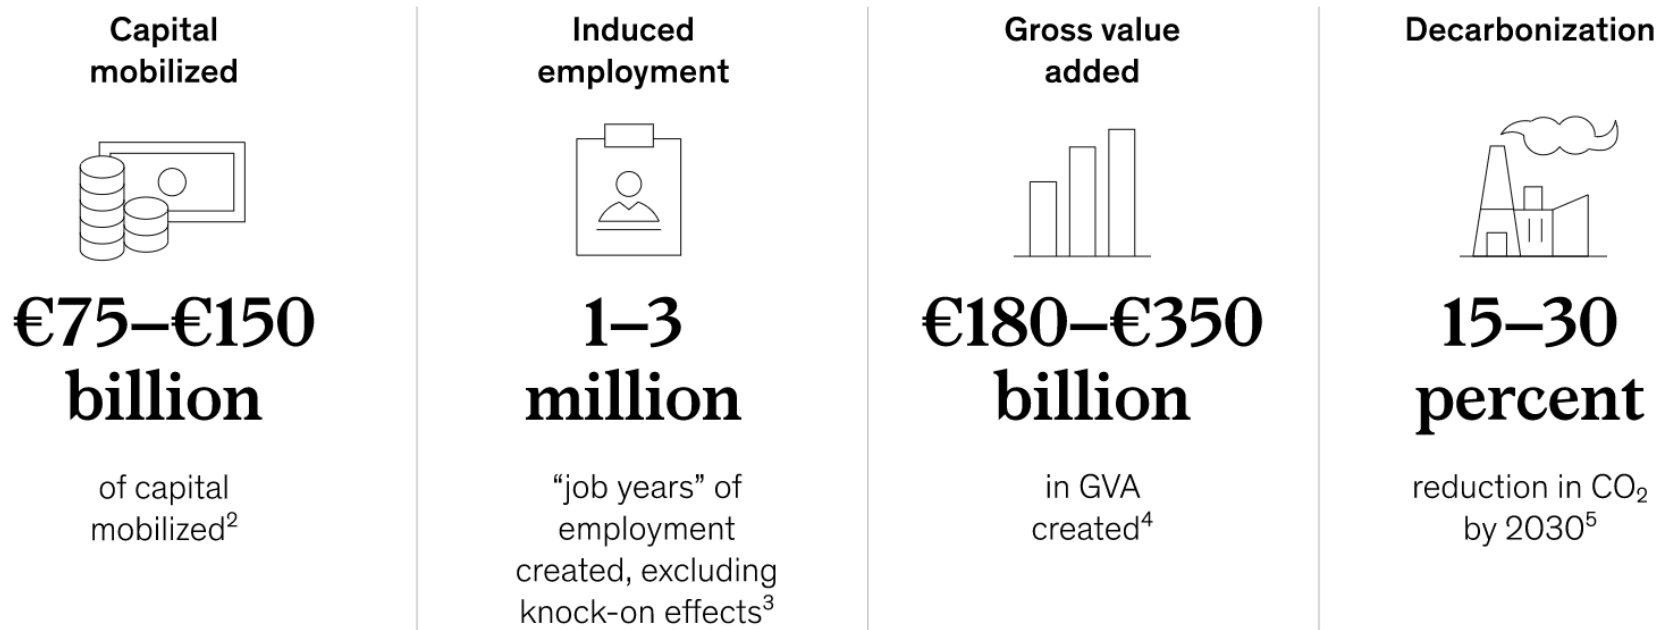 Capital
mobilized
€75–€150
billion
of capital
mobilized²
Induced
employment
1–3
million
“job years” of
employment
created, excluding
knock-on effects³
Gross value
added
€180–€350
billion
in GVA
created⁴
Decarbonization
15–30
percent
reduction in CO₂
by 2030⁵